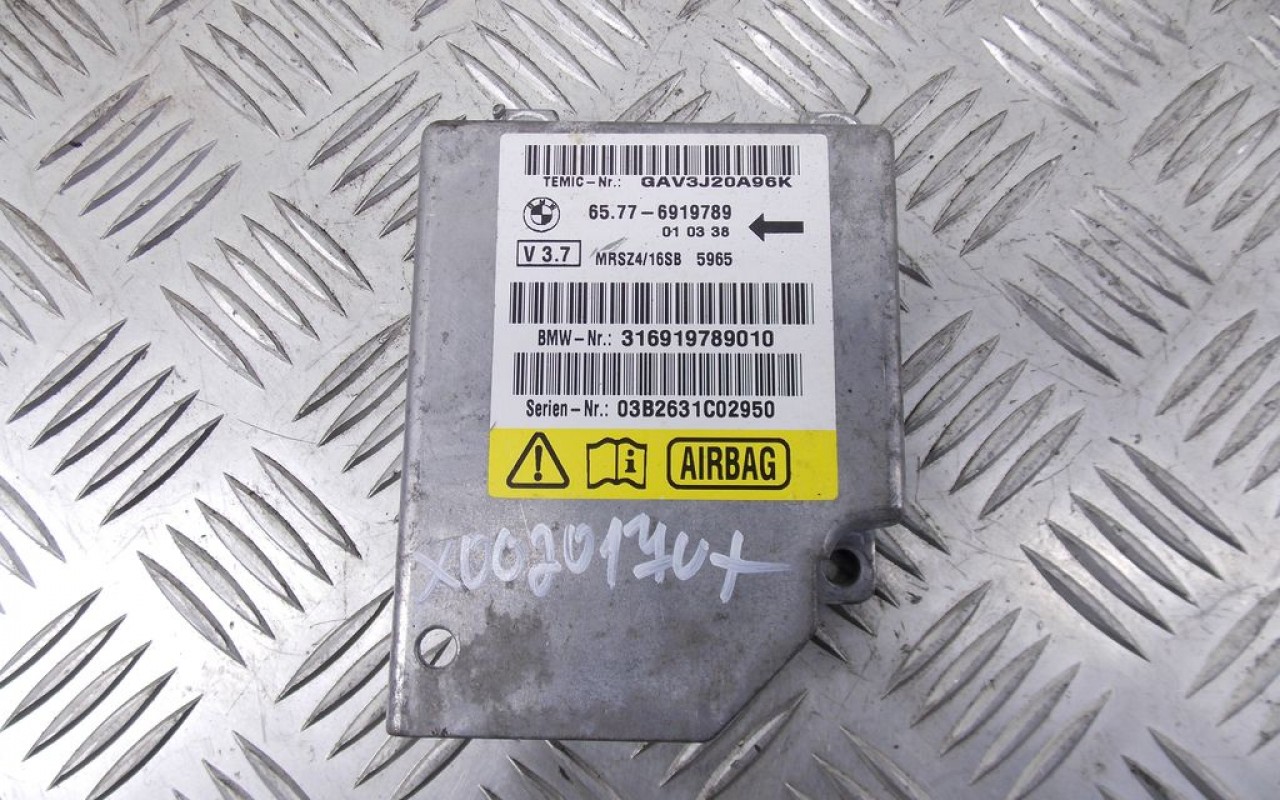 TEMIC-Nr.: GAV3J20A96K
BMW
65.77-6919789
01 03 38
V 3.7 MRSZ4/16SB 5965
BMW-Nr.: 316919789010
Serien-Nr.: 03B2631C02950
i AIRBAG